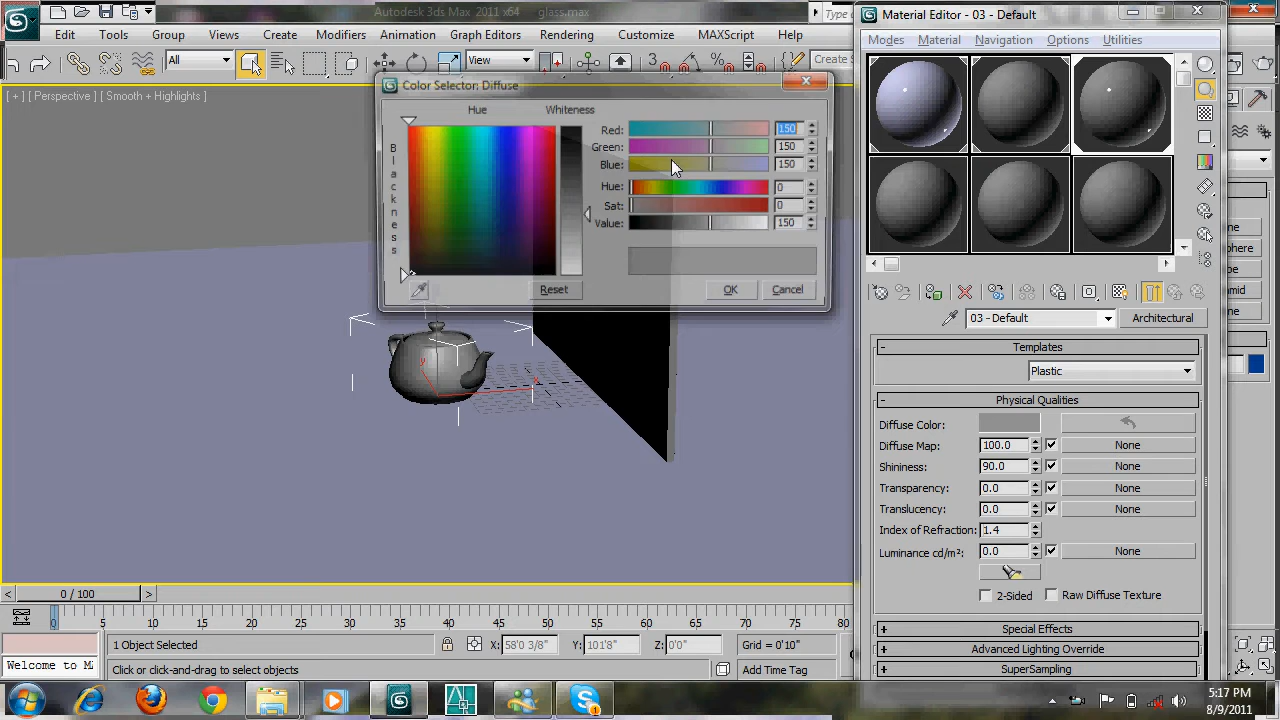 Autodesk 3ds Max 2011 x64 glass.max
Type
Edit Tools Group Views Create Modifiers Animation Graph Editors Rendering Customize MAXScript Help
All View 3 Create S
[ + ] [ Perspective ] [ Smooth + Highlights ]
Color Selector: Diffuse
Hue Whiteness
Blackness
Red: 150
Green: 150
Blue: 150
Hue: 0
Sat: 0
Value: 150
Reset OK Cancel
y
x
Material Editor - 03 - Default
Modes Material Navigation Options Utilities
03 - Default Architectural
- Templates
Plastic
- Physical Qualities
Diffuse Color:
Diffuse Map: 100.0 None
Shininess: 90.0 None
Transparency: 0.0 None
Translucency: 0.0 None
Index of Refraction: 1.4
Luminance cd/m²: 0.0 None
2-Sided Raw Diffuse Texture
+ Special Effects
+ Advanced Lighting Override
+ SuperSampling
< 0 / 100 >
0 5 10 15 20 25 30 35 40 45 50 55 60 65 70 75 80
1 Object Selected X: 58'0 3/8" Y: 101'8" Z: 0'0" Grid = 0'10"
Welcome to M
Click or click-and-drag to select objects Add Time Tag
5:17 PM
8/9/2011